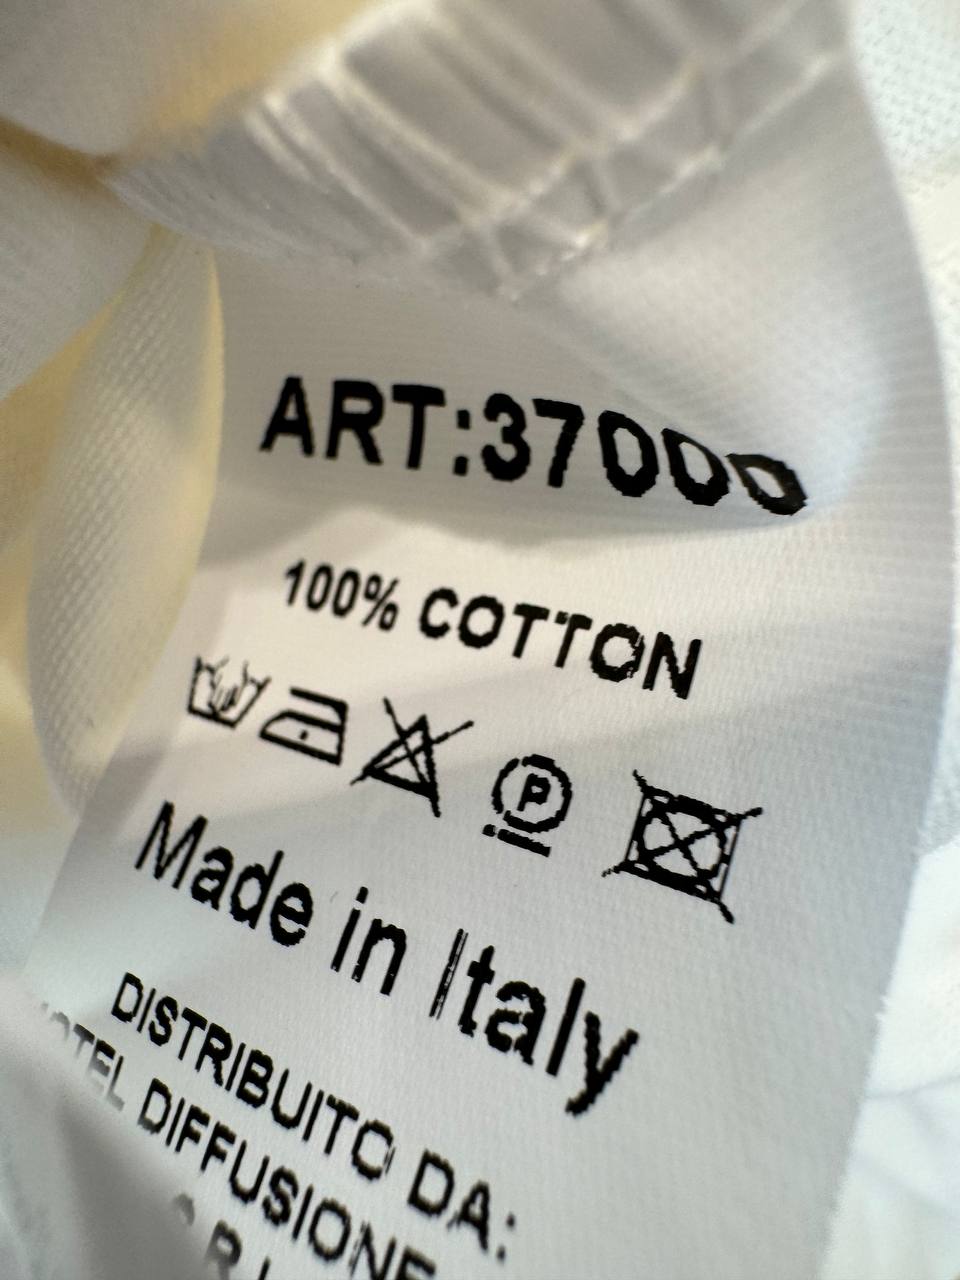 ART:37000
100% COTTON
P
Made in Italy
DISTRIBUITO DA:
DIFFUSIONE